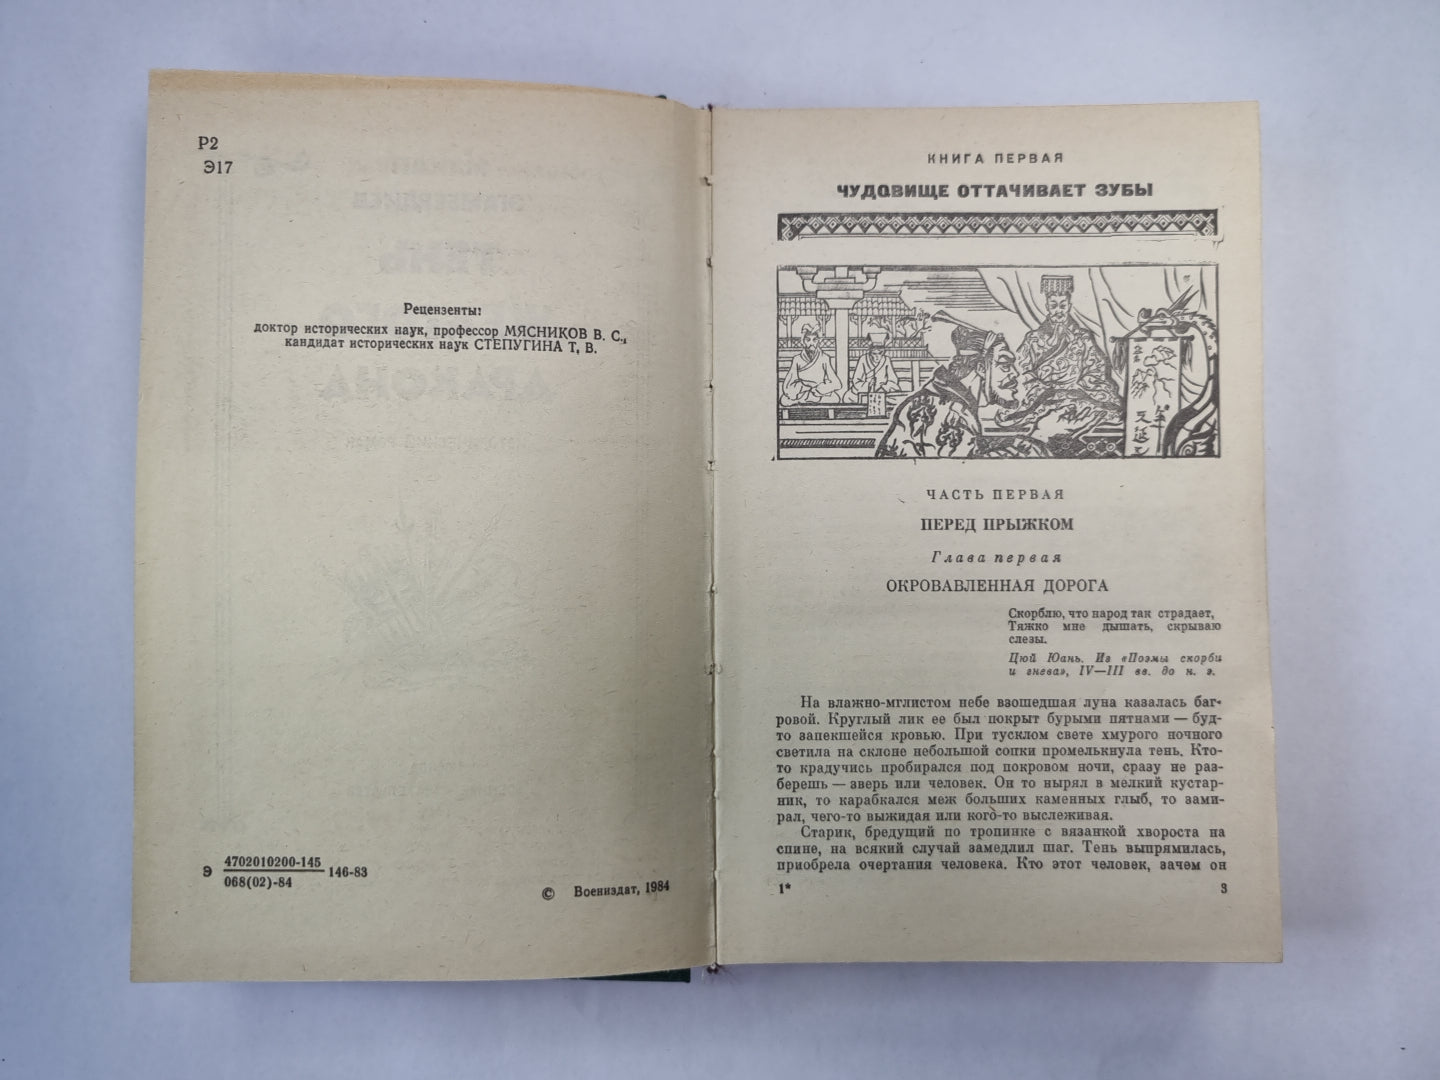 Р2
Э17
Рецензенты:
доктор исторических наук, профессор МЯСНИКОВ В. С.,
кандидат исторических наук СТЕПУГИНА Т. В.
Э 4702010200-145
068(02)-84 146-83
© Воениздат, 1984
КНИГА ПЕРВАЯ
ЧУДОВИЩЕ ОТТАЧИВАЕТ ЗУБЫ
ЧАСТЬ ПЕРВАЯ
ПЕРЕД ПРЫЖКОМ
Глава первая
ОКРОВАВЛЕННАЯ ДОРОГА
Скорблю, что народ так страдает,
Тяжко мне дышать, скрываю
слезы.
Цюй Юань. Из «Поэмы скорби
и гнева», IV—III вв. до н. э.
На влажно-мглистом небе взошедшая луна казалась баг-
ровой. Круглый лик ее был покрыт бурыми пятнами — буд-
то запекшейся кровью. При тусклом свете хмурого ночного
светила на склоне небольшой сопки промелькнула тень. Кто-
то крадучись пробирался под покровом ночи, сразу не раз-
берешь — зверь или человек. Он то нырял в мелкий кустар-
ник, то карабкался меж больших каменных глыб, то зами-
рал, чего-то выжидая или кого-то выслеживая.
Старик, бредущий по тропинке с вязанкой хвороста на
спине, на всякий случай замедлил шаг. Тень выпрямилась,
приобрела очертания человека. Кто этот человек, зачем он
1*
3